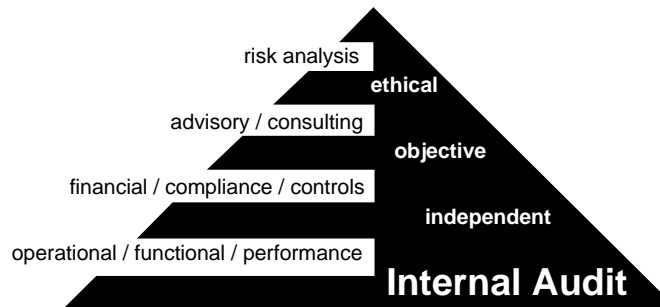 risk analysis
ethical
advisory / consulting
objective
financial / compliance / controls
independent
operational / functional / performance
Internal Audit